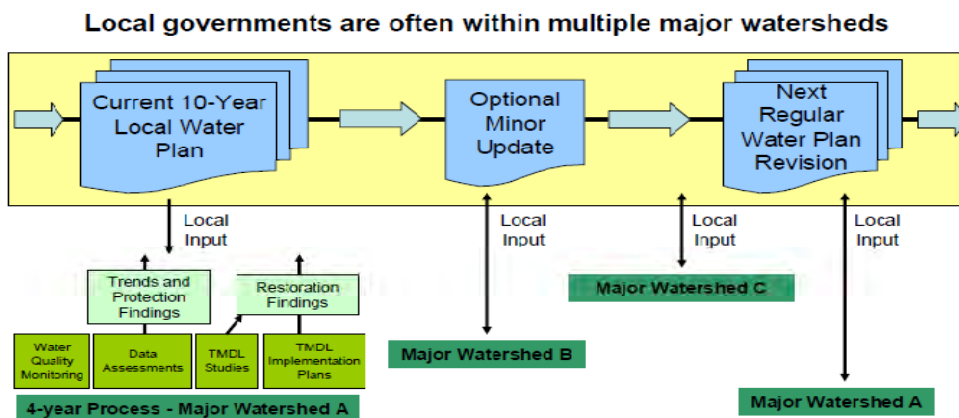 Local governments are often within multiple major watersheds
Current 10-Year
Local Water
Plan
Optional
Minor
Update
Next
Regular
Water Plan
Revision
Local
Input
Local
Input
Local
Input
Local
Input
Trends and
Protection
Findings
Restoration
Findings
Major Watershed C
Water
Quality
Monitoring
Data
Assessments
TMDL
Studies
TMDL
Implementation
Plans
Major Watershed B
4-year Process - Major Watershed A
Major Watershed A